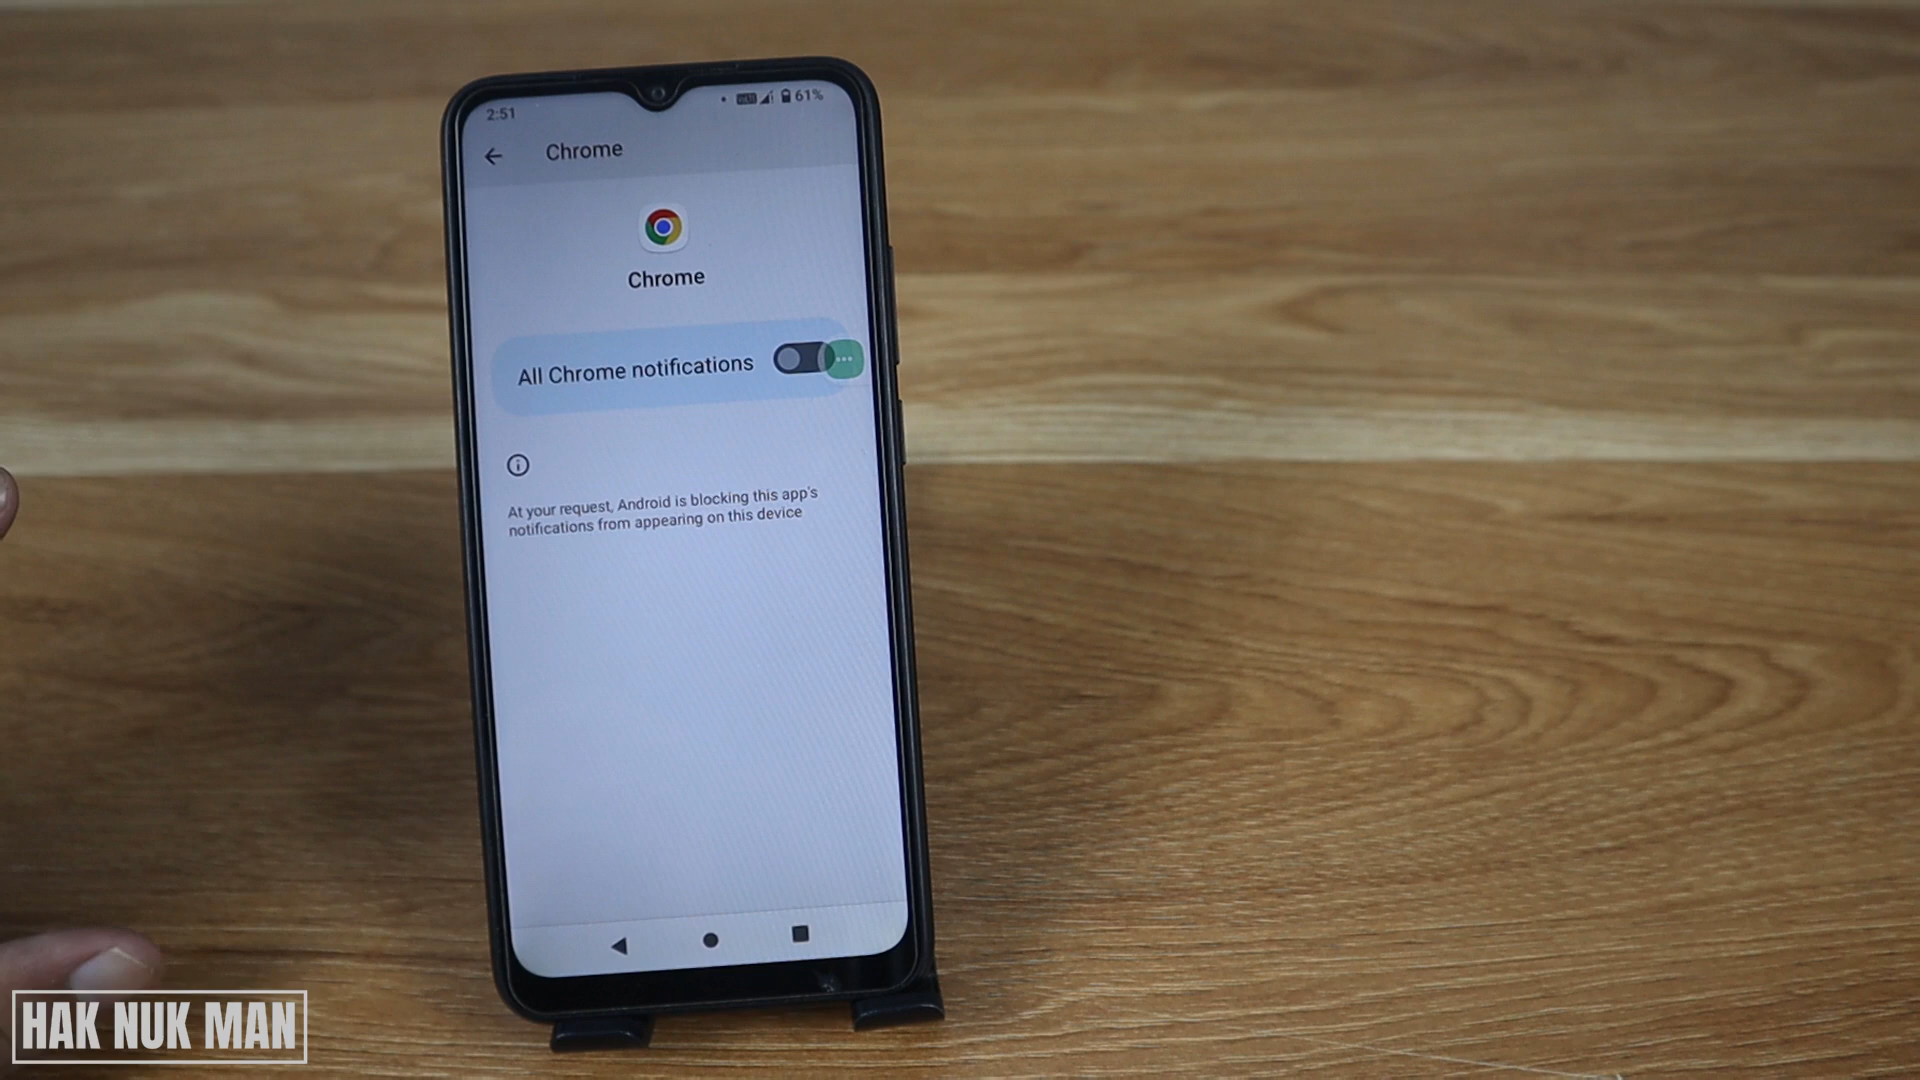 2:51
61%
Chrome
Chrome
All Chrome notifications
At your request, Android is blocking this app's
notifications from appearing on this device
HAK NUK MAN